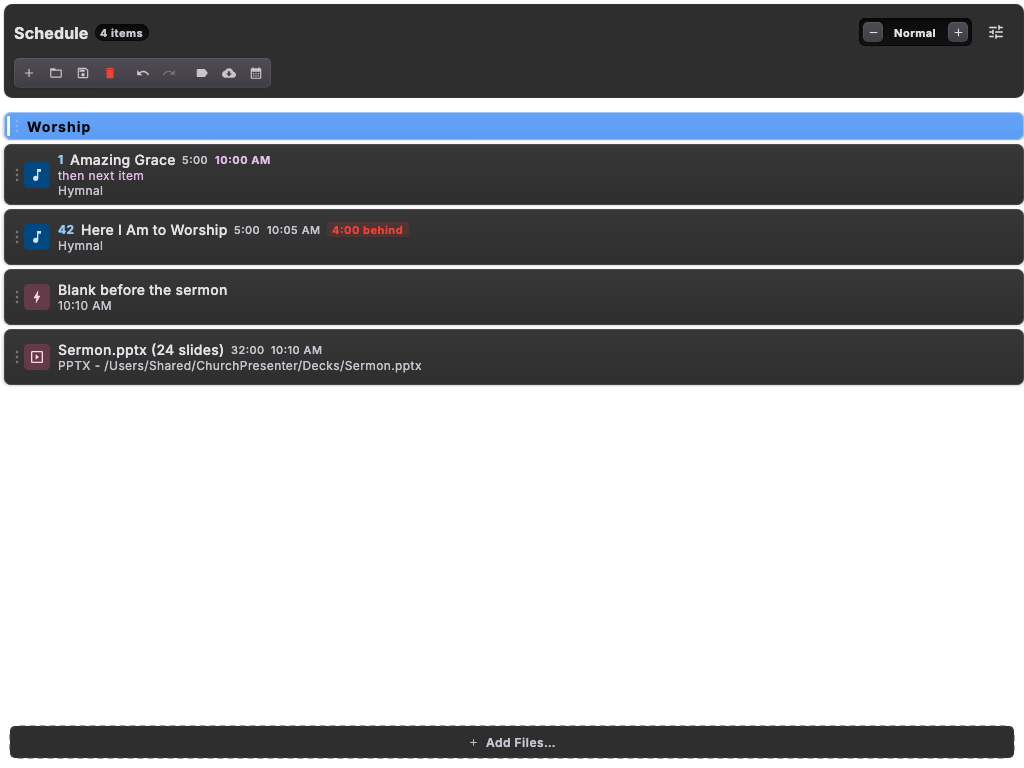 Schedule 4 items
− Normal +
Worship
1 Amazing Grace 5:00 10:00 AM
then next item
Hymnal
42 Here I Am to Worship 5:00 10:05 AM 4:00 behind
Hymnal
Blank before the sermon
10:10 AM
Sermon.pptx (24 slides) 32:00 10:10 AM
PPTX - /Users/Shared/ChurchPresenter/Decks/Sermon.pptx
+ Add Files...